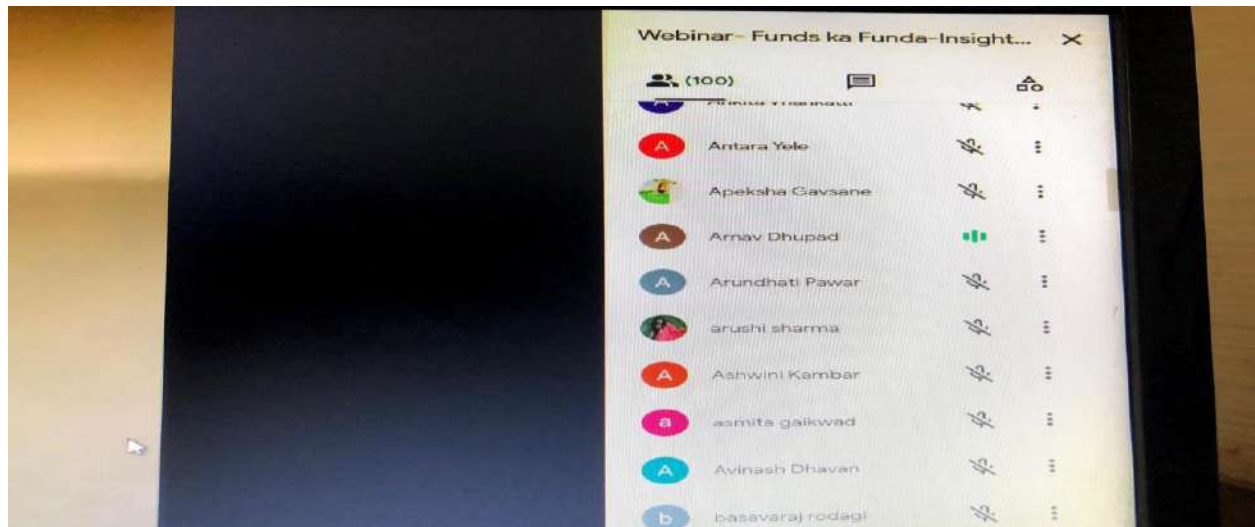 Webinar- Funds ka Funda-Insight...
(100)
A Antara Yele
Apeksha Gavsane
A Arnav Dhupad
A Arundhati Pawar
arushi sharma
A Ashwini Kambar
a asmita gaikwad
A Avinash Dhavan
b basavaraj rodagi